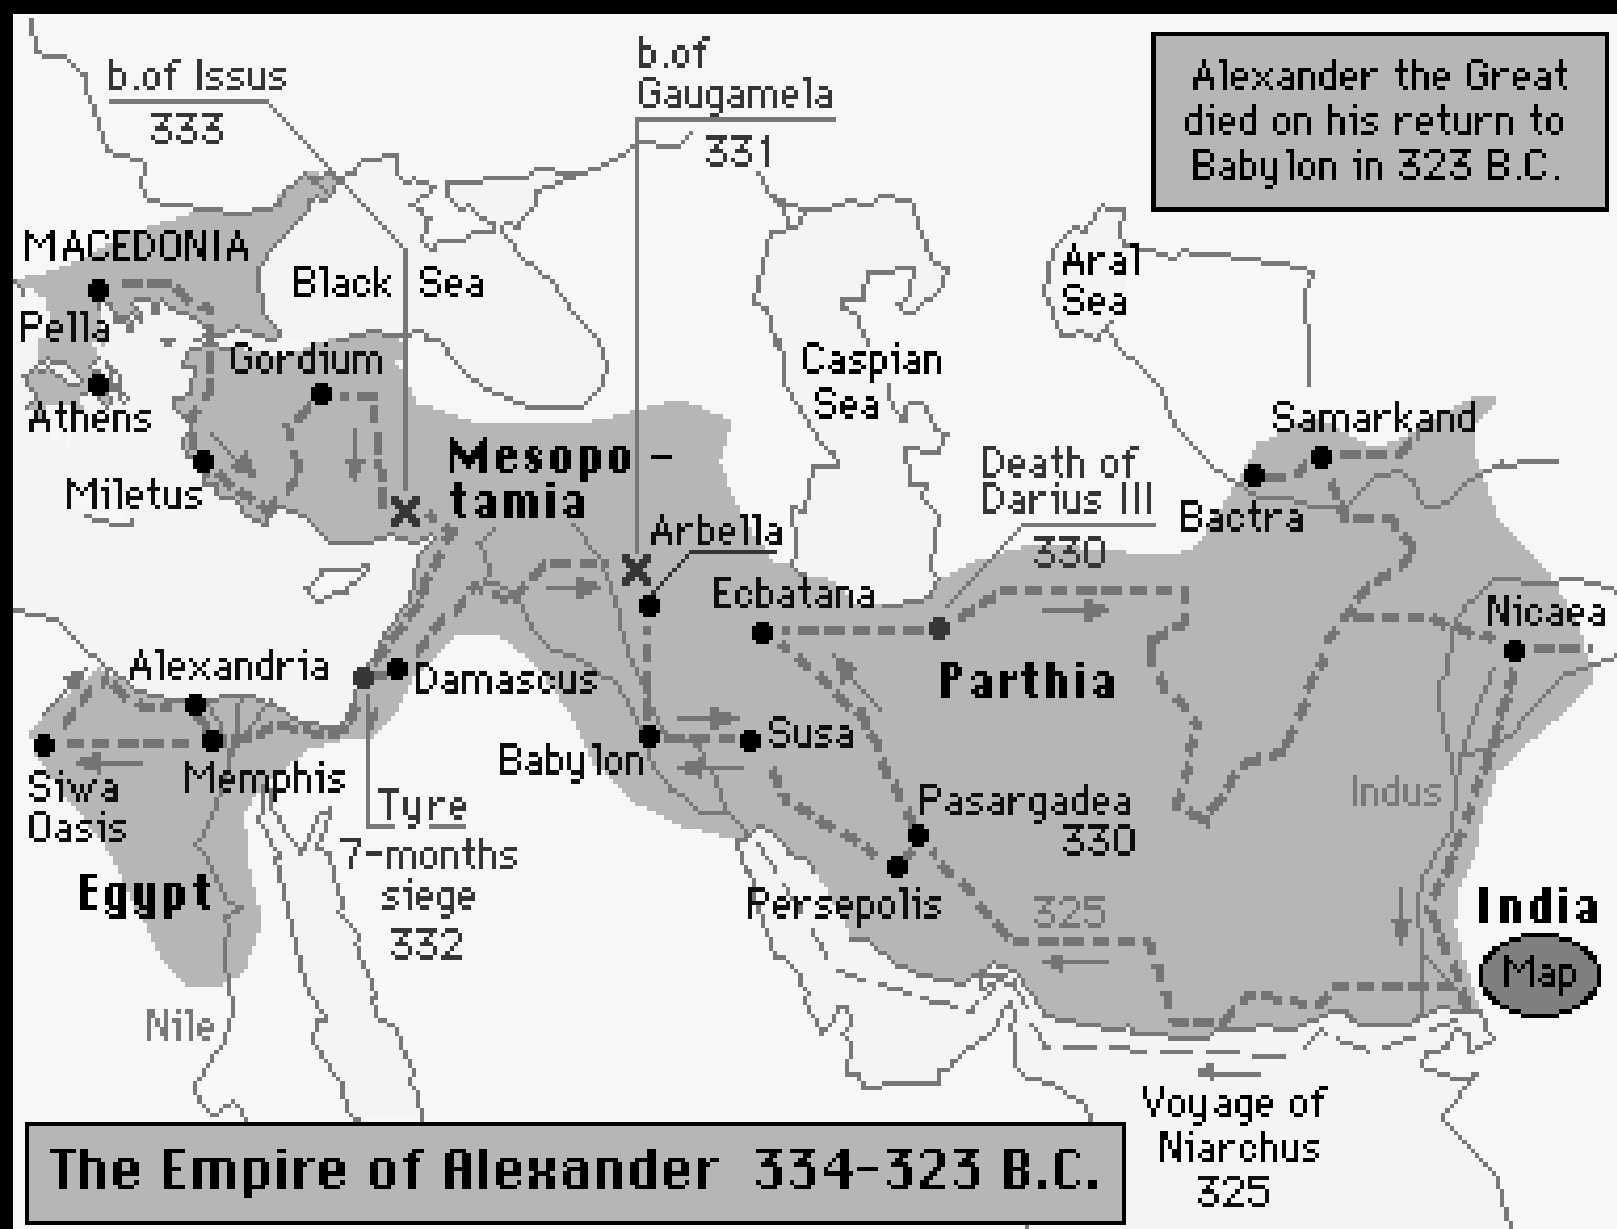 b.of Issus
333
b.of
Gaugamela
331
Alexander the Great
died on his return to
Babylon in 323 B.C.
MACEDONIA
Black Sea
Aral
Sea
Pella
Gordium
Caspian
Sea
Athens
Samarkand
Mesopo-
tamia
Death of
Darius III
330
Miletus
Bactra
Arbella
Ecbatana
Nicaea
Alexandria
Damascus
Parthia
Susa
Babylon
Siwa
Oasis
Memphis
Tyre
7-months
siege
332
Pasargadea
330
Indus
Egypt
Persepolis
325
India
Map
Nile
Voyage of
Niarchus
325
The Empire of Alexander 334-323 B.C.